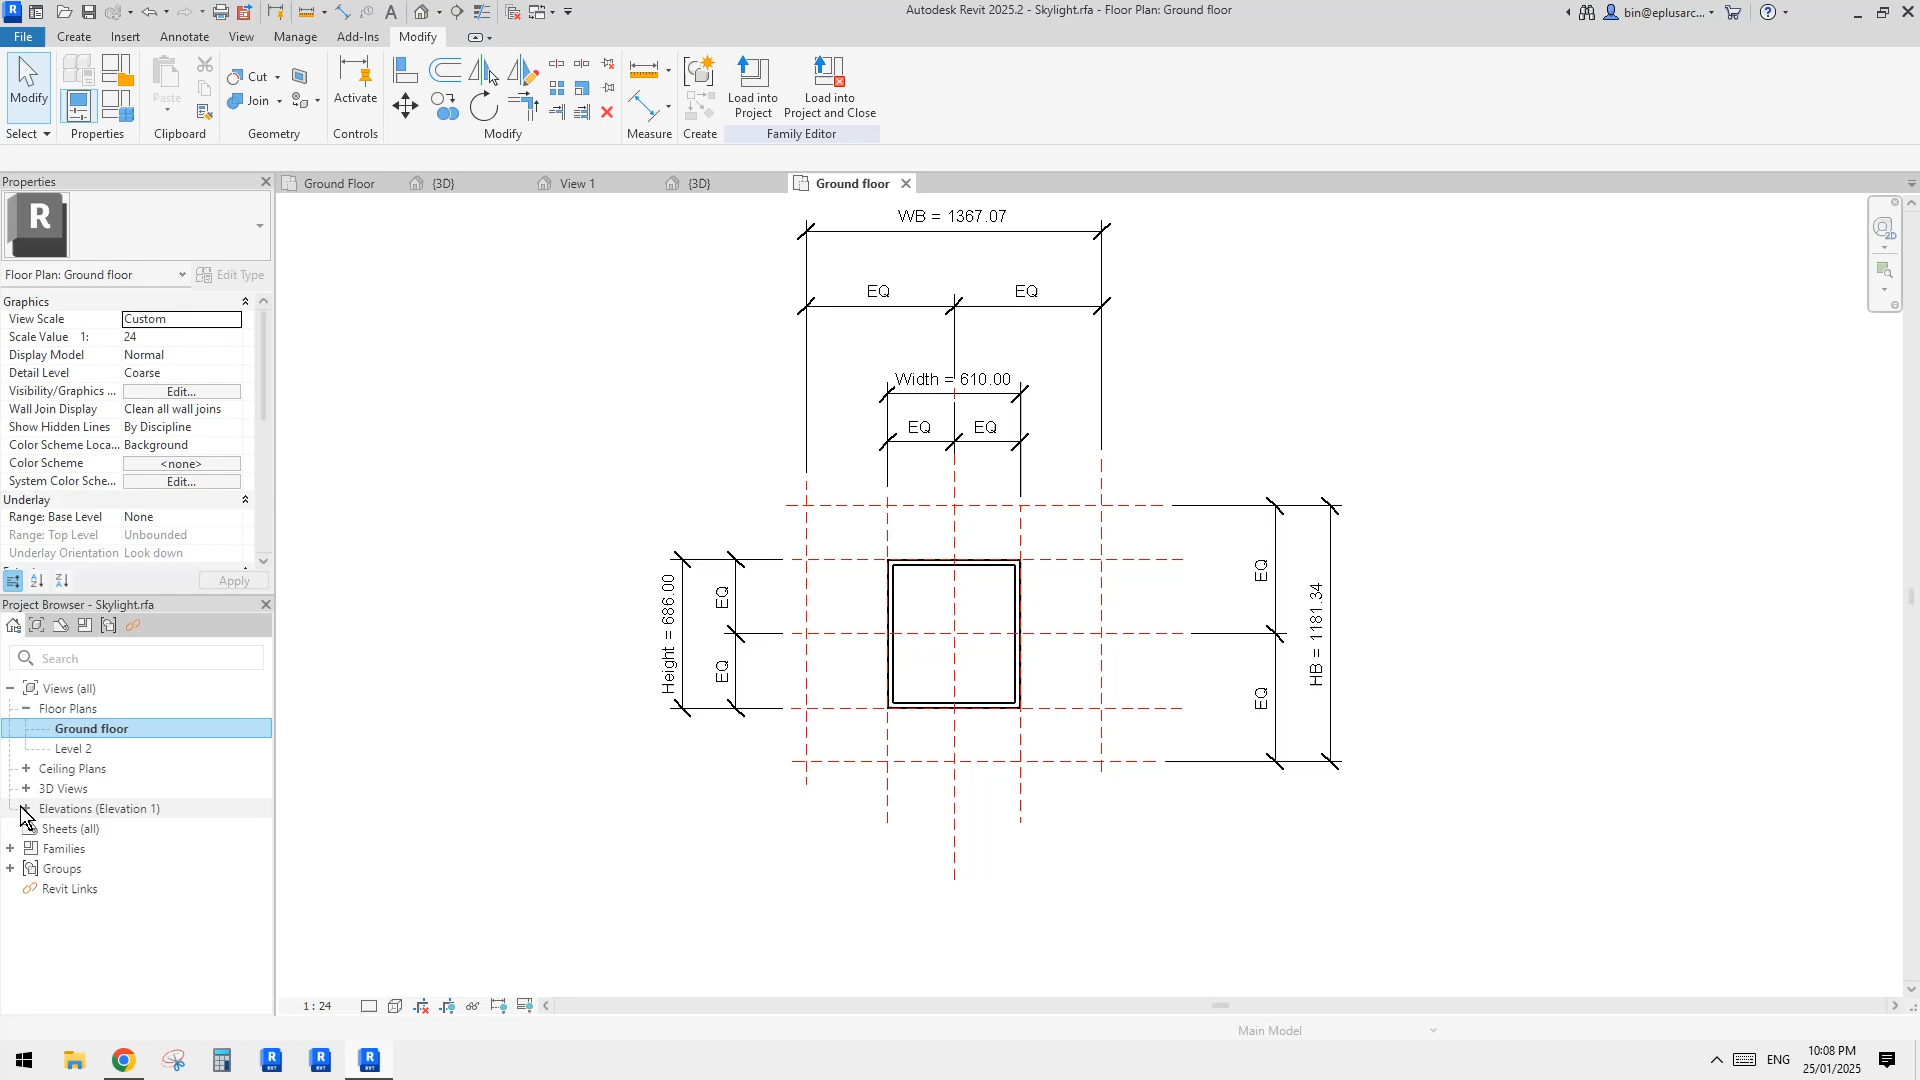 Autodesk Revit 2025.2 - Skylight.rfa - Floor Plan: Ground floor
bin@eplusarc...
File
Create
Insert
Annotate
View
Manage
Add-Ins
Modify
Modify
Paste
Cut
Join
Activate
Load into Project
Load into Project and Close
Select
Properties
Clipboard
Geometry
Controls
Modify
Measure
Create
Family Editor
Properties
Ground Floor
{3D}
View 1
{3D}
Ground floor
R
Floor Plan: Ground floor
Edit Type
Graphics
View Scale Custom
Scale Value 1: 24
Display Model Normal
Detail Level Coarse
Visibility/Graphics ... Edit...
Wall Join Display Clean all wall joins
Show Hidden Lines By Discipline
Color Scheme Loca... Background
Color Scheme <none>
System Color Sche... Edit...
Underlay
Range: Base Level None
Range: Top Level Unbounded
Underlay Orientation Look down
Apply
Project Browser - Skylight.rfa
Search
Views (all)
Floor Plans
Ground floor
Level 2
Ceiling Plans
3D Views
Elevations (Elevation 1)
Sheets (all)
Families
Groups
Revit Links
WB = 1367.07
EQ
EQ
Width = 610.00
EQ
EQ
Height = 686.00
EQ
EQ
EQ
EQ
HB = 1181.34
2D
1 : 24
Main Model
R
RVT
R
RVT
R
RVT
ENG
10:08 PM
25/01/2025